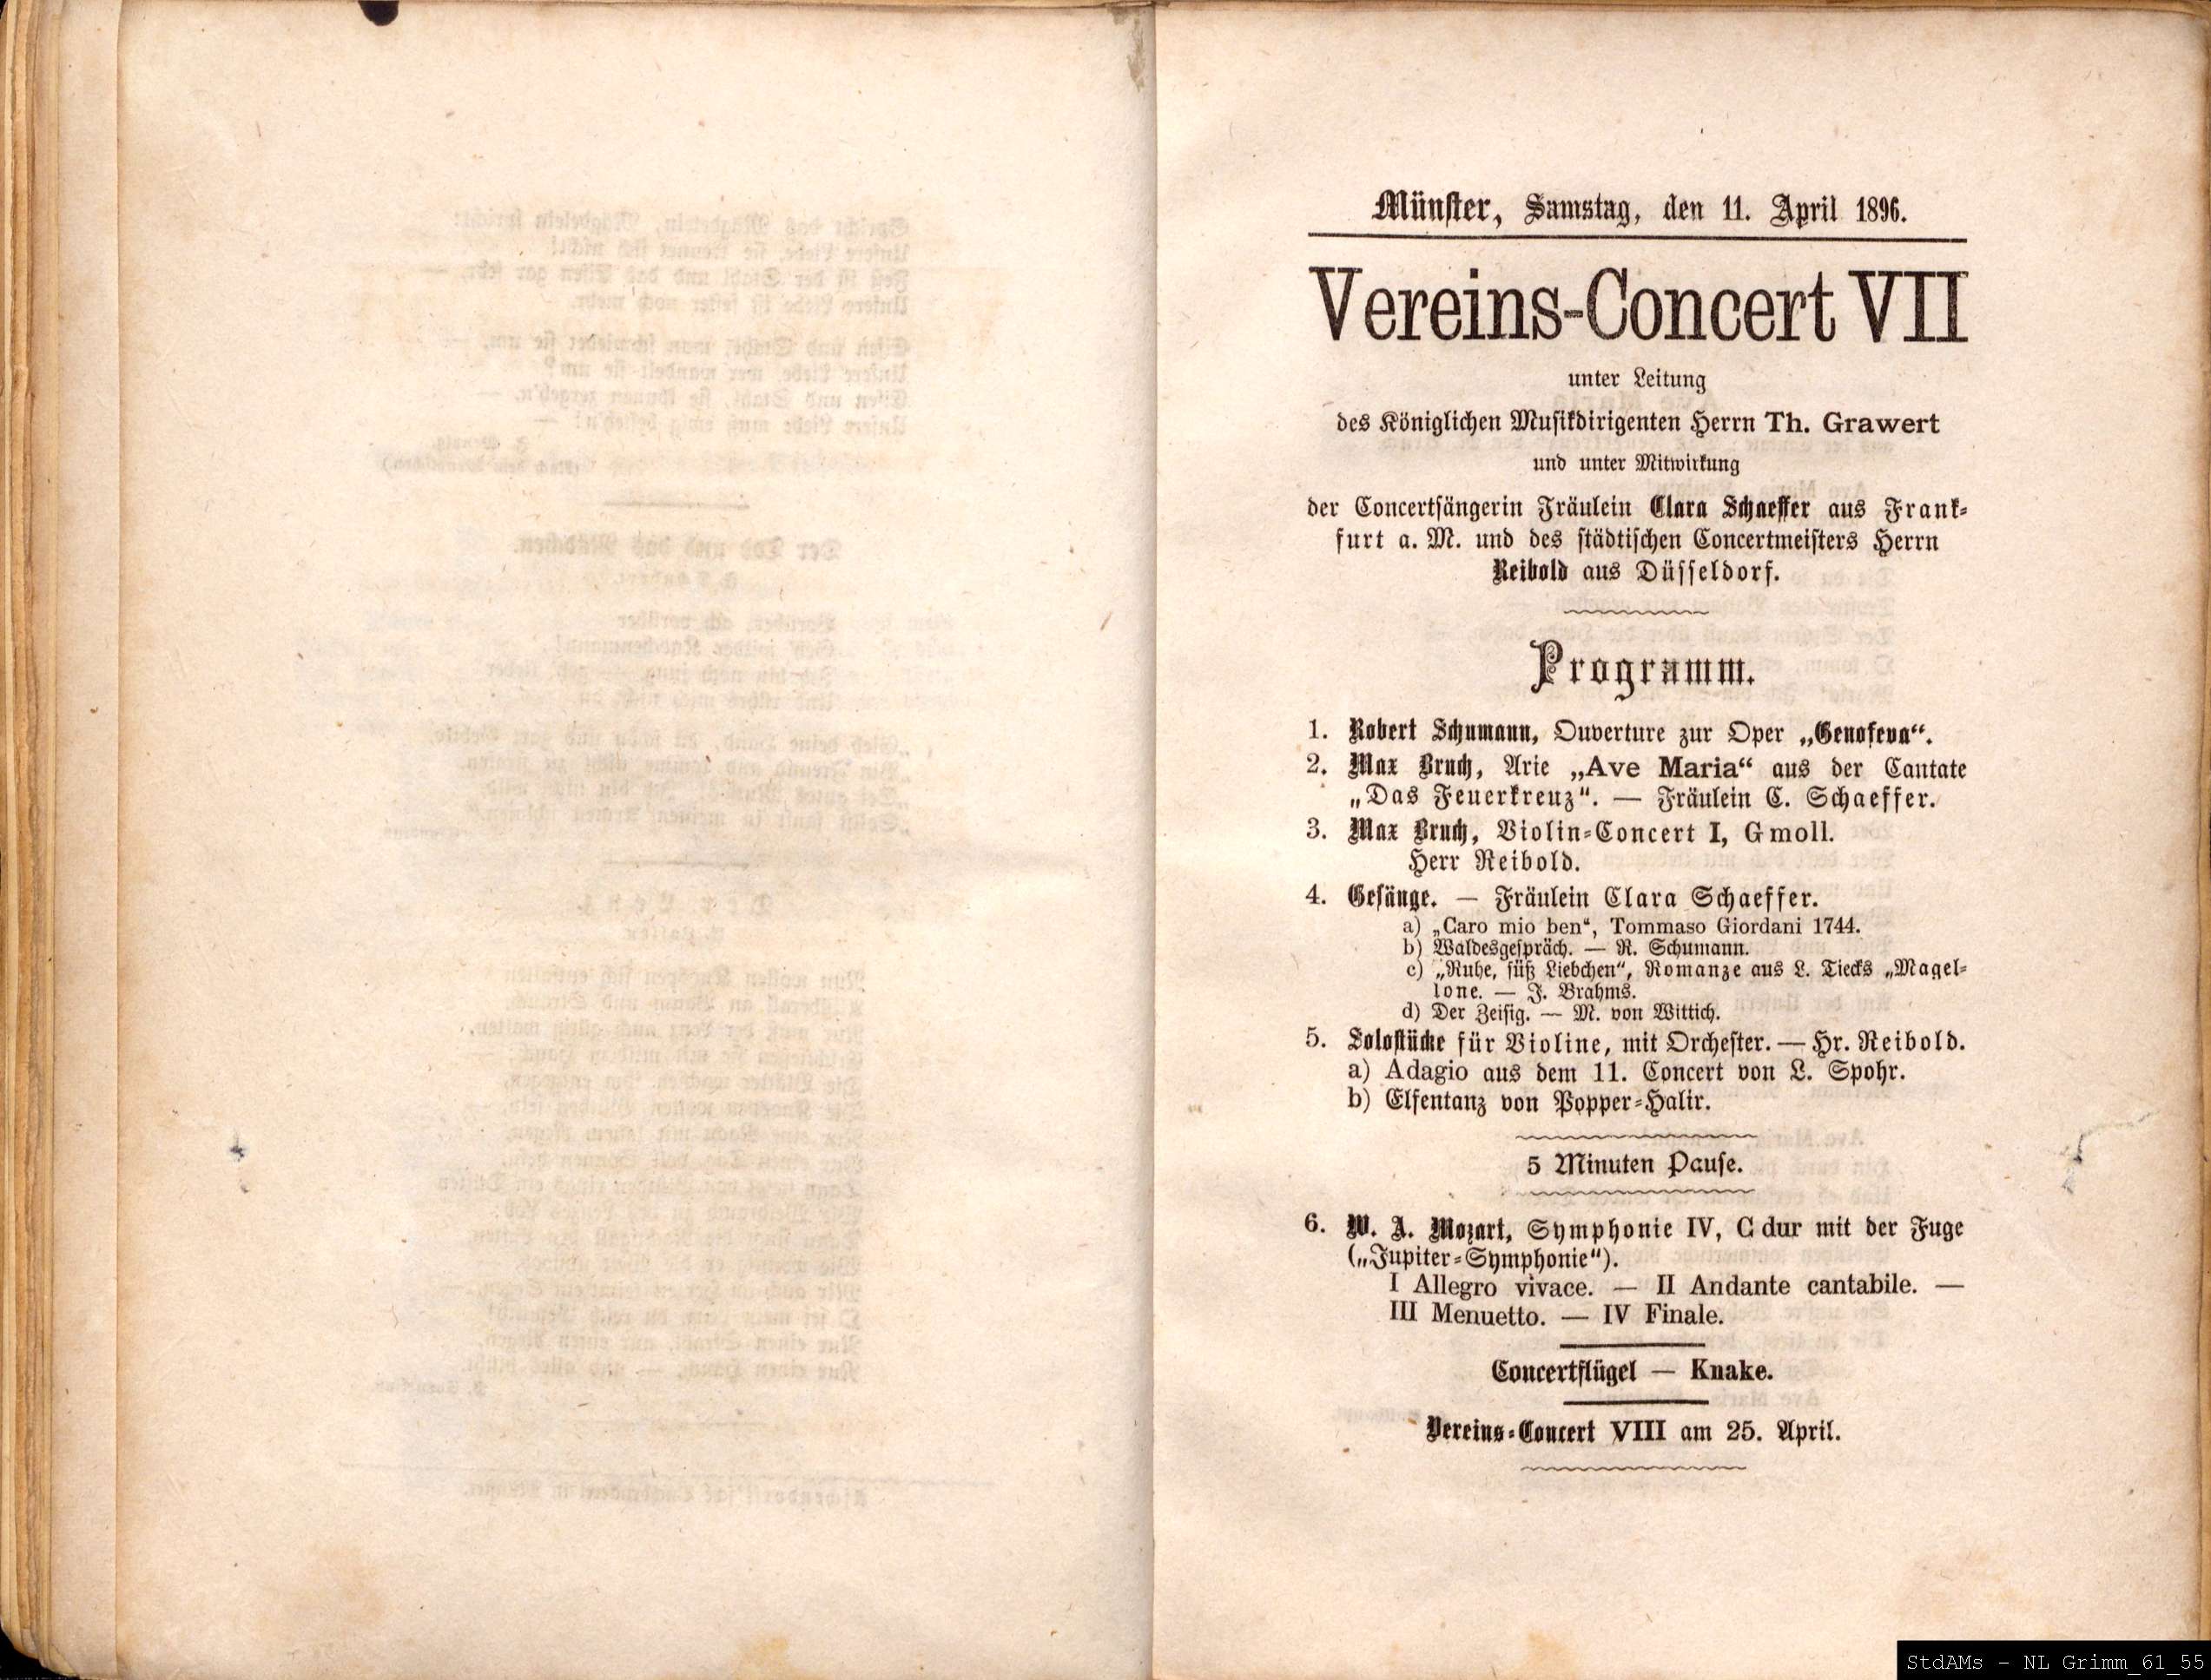 Münster, Samstag, den 11. April 1896.
Vereins-Concert VII
unter Leitung
des Königlichen Musikdirigenten Herrn Th. Grawert
und unter Mitwirkung
der Concertsängerin Fräulein Clara Schaeffer aus Frank-
furt a. M. und des städtischen Concertmeisters Herrn
Reibold aus Düsseldorf.
Programm.
1. Robert Schumann, Ouverture zur Oper „Genofeva“.
2. Max Bruch, Arie „Ave Maria“ aus der Cantate
„Das Feuerkreuz“. — Fräulein C. Schaeffer.
3. Max Bruch, Violin-Concert I, G moll.
Herr Reibold.
4. Gesänge. — Fräulein Clara Schaeffer.
a) „Caro mio ben“, Tommaso Giordani 1744.
b) Waldesgespräch. — R. Schumann.
c) „Ruhe, süß Liebchen“, Romanze aus L. Tiecks „Magel-
lone. — J. Brahms.
d) Der Zeisig. — M. von Wittich.
5. Solostücke für Violine, mit Orchester. — Hr. Reibold.
a) Adagio aus dem 11. Concert von L. Spohr.
b) Elfentanz von Popper-Halir.
5 Minuten Pause.
6. W. A. Mozart, Symphonie IV, C dur mit der Fuge
(„Jupiter-Symphonie“).
I Allegro vivace. — II Andante cantabile. —
III Menuetto. — IV Finale.
Concertflügel — Knake.
Vereins-Concert VIII am 25. April.
StdAMs - NL Grimm_61_55